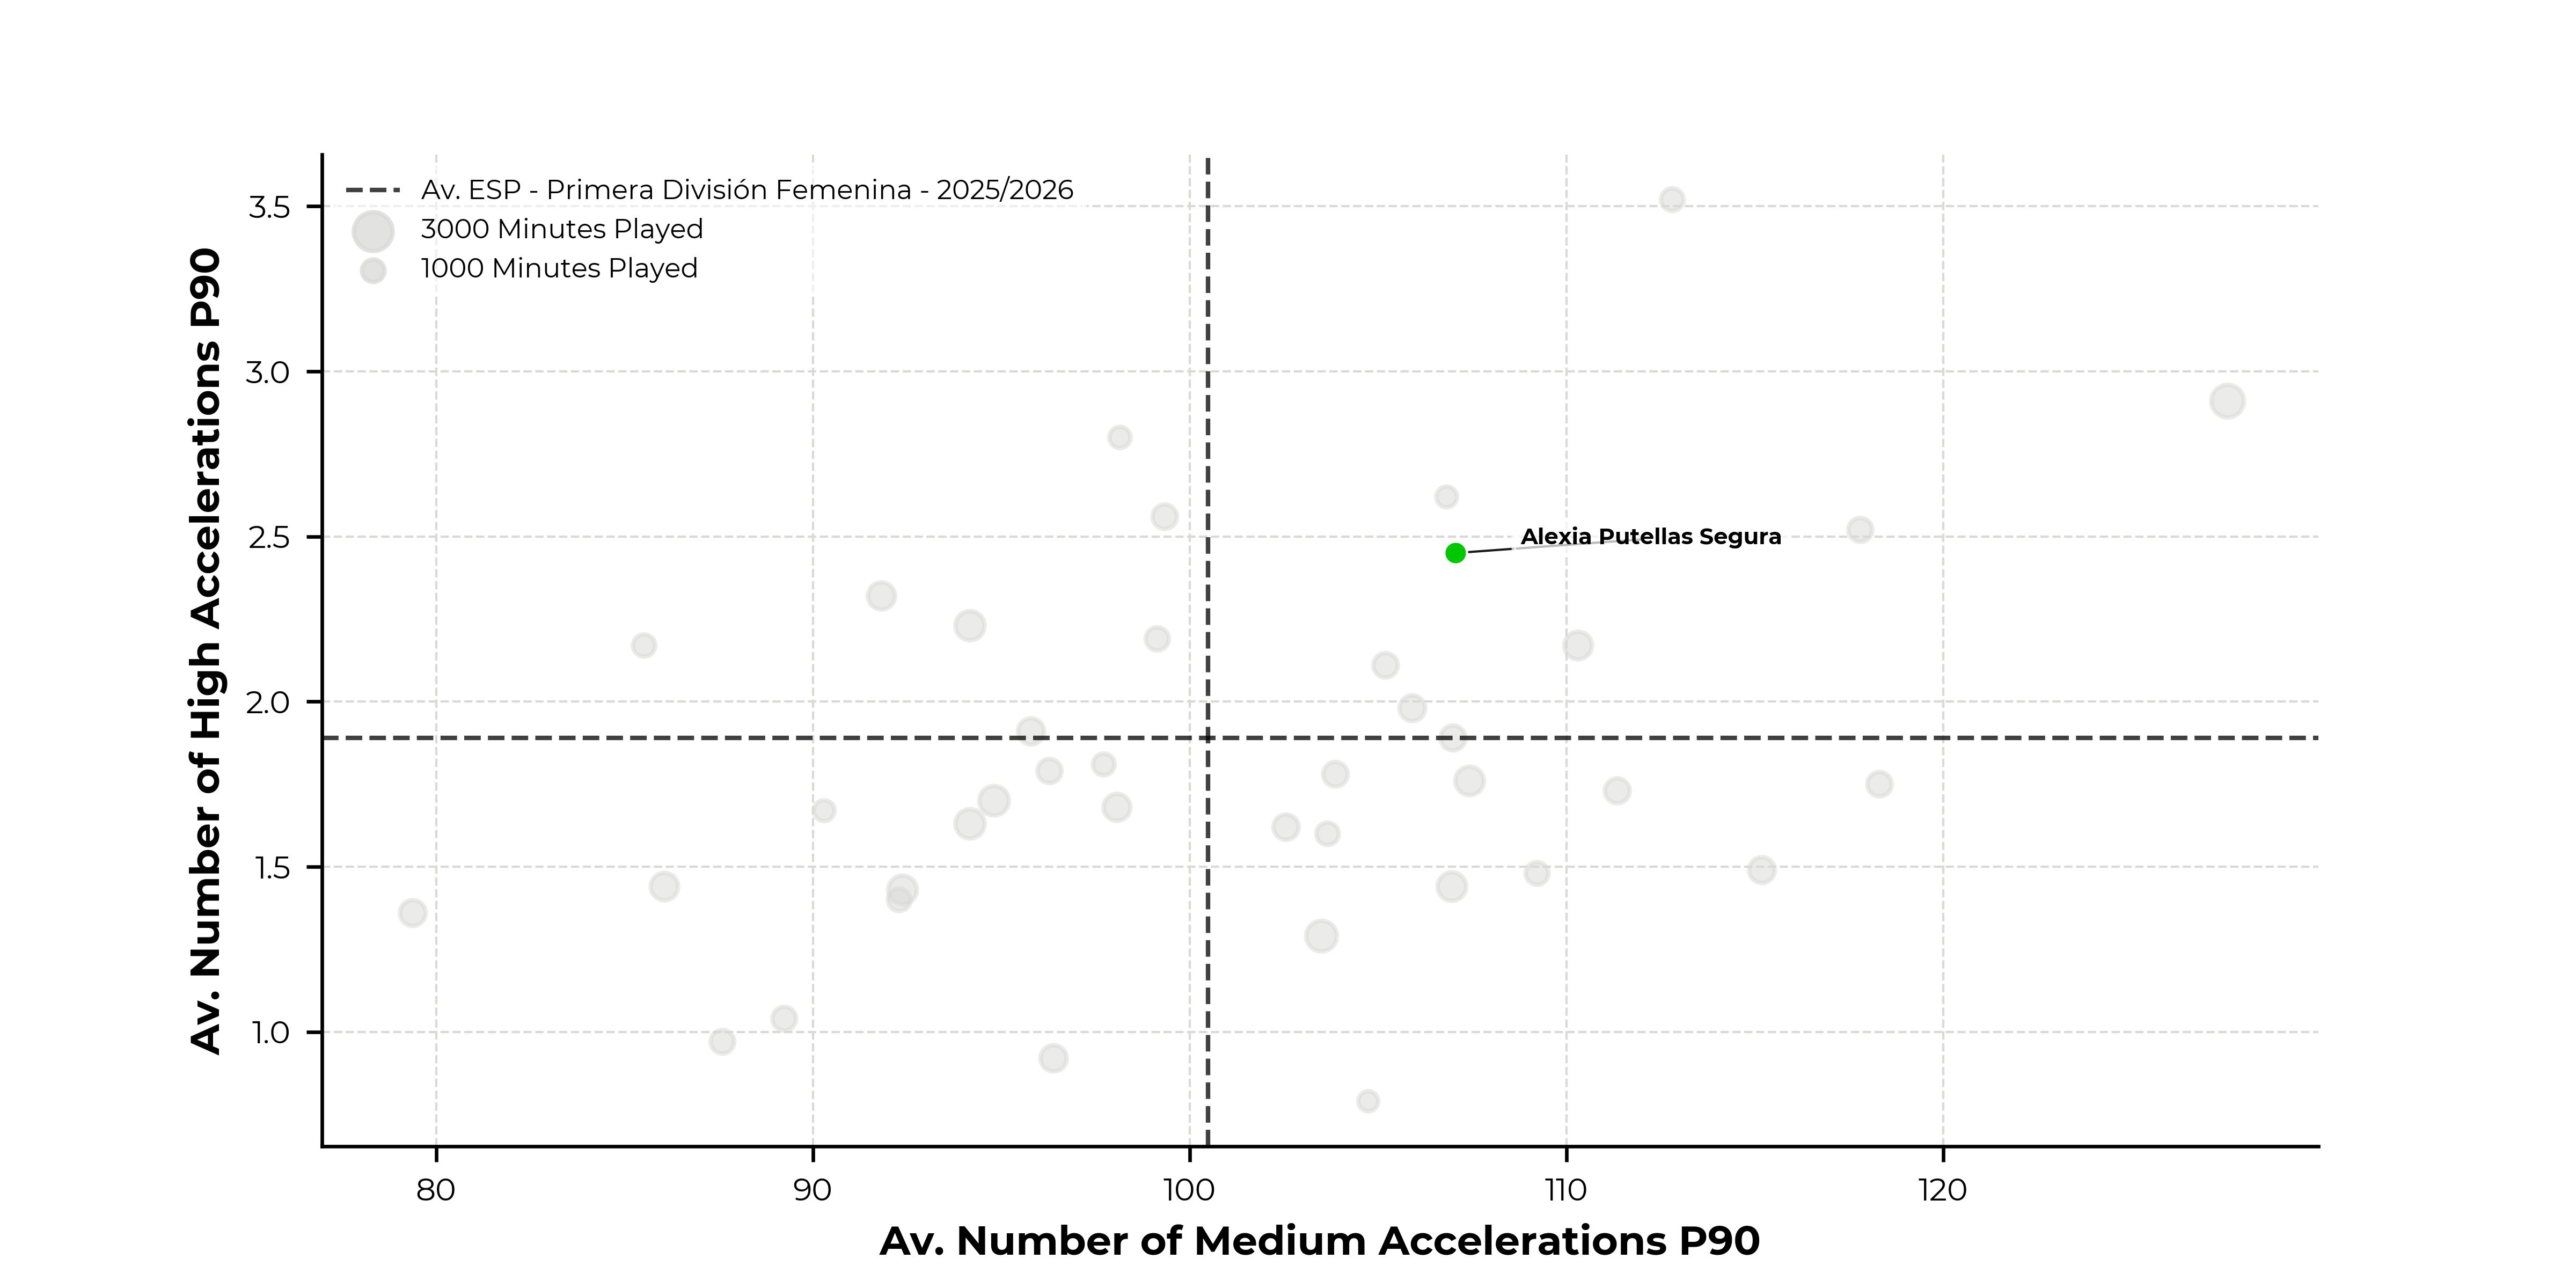 Av. ESP - Primera División Femenina - 2025/2026
3000 Minutes Played
1000 Minutes Played
Av. Number of High Accelerations P90
3.5
3.0
2.5
2.0
1.5
1.0
Alexia Putellas Segura
80
90
100
110
120
Av. Number of Medium Accelerations P90